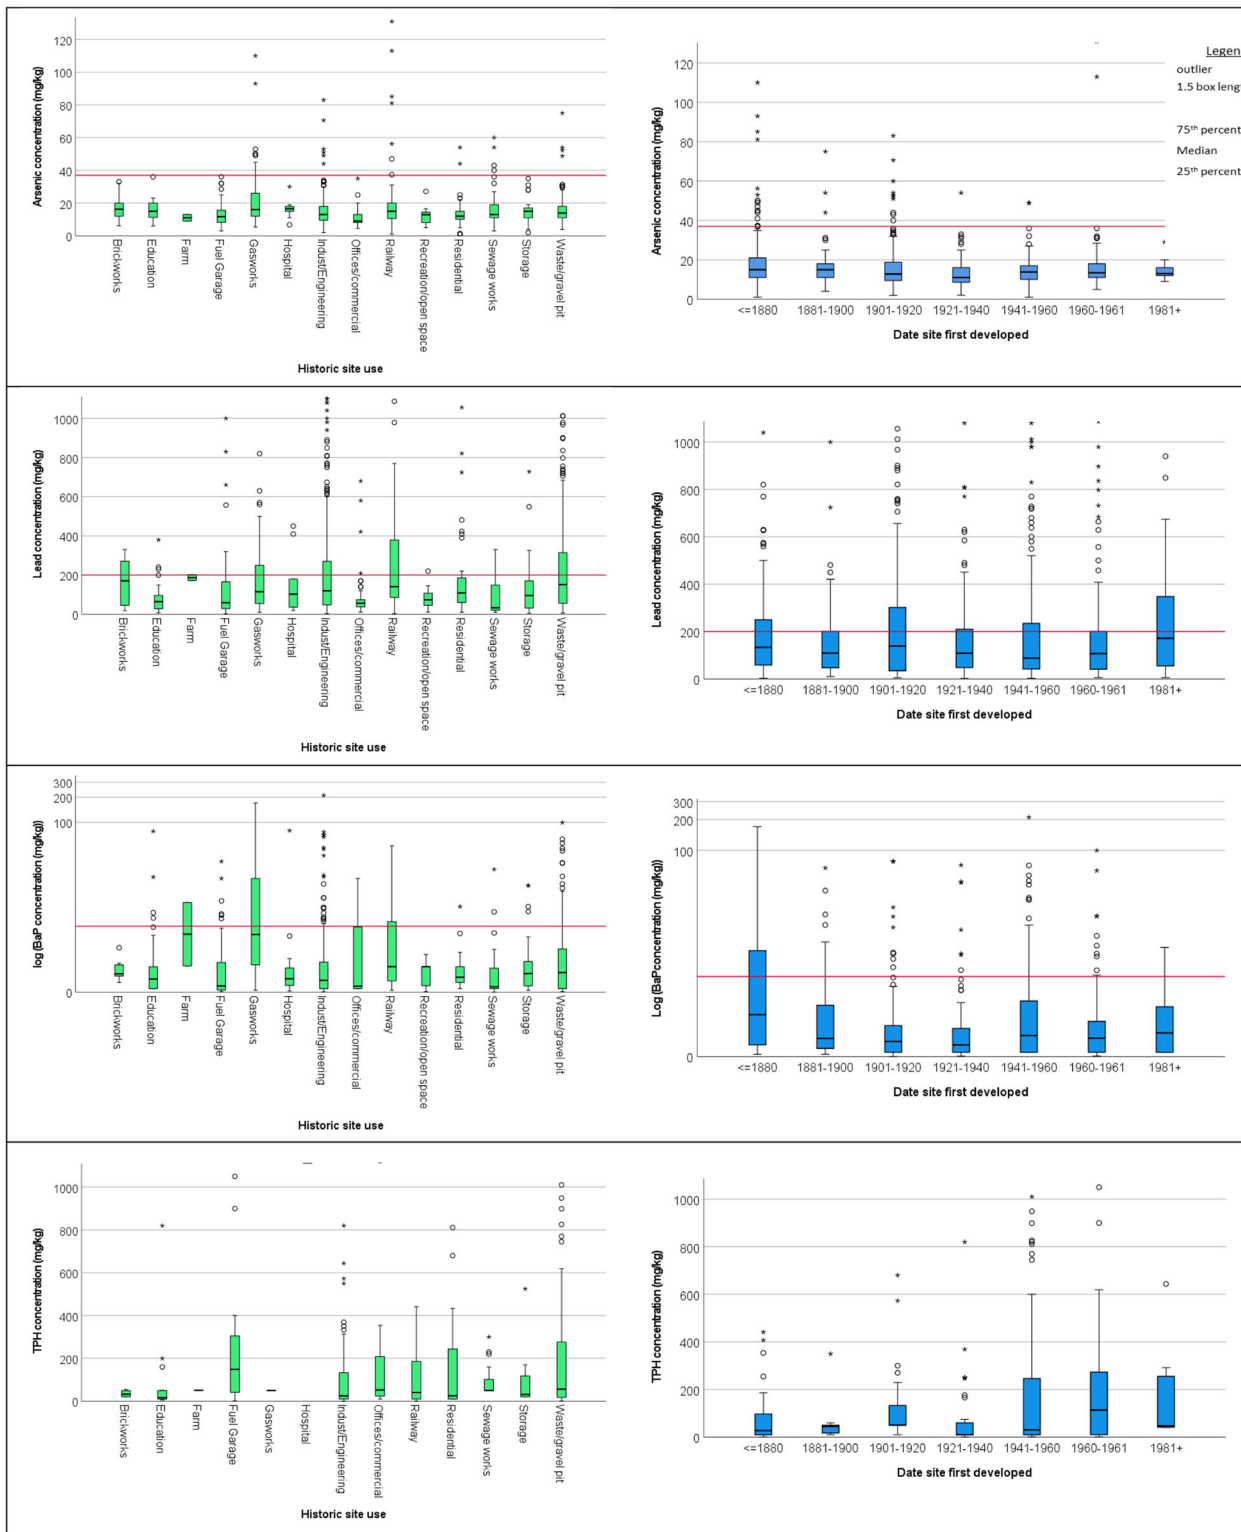 120
100
80
60
40
20
0
Arsenic concentration (mg/kg)
Brickworks
Education
Farm
Fuel Garage
Gasworks
Hospital
Indust/Engineering
Offices/commercial
Railway
Recreation/open space
Residential
Sewage works
Storage
Waste/gravel pit
Historic site use
120
100
80
60
40
20
0
Arsenic concentration (mg/kg)
<=1880
1881-1900
1901-1920
1921-1940
1941-1960
1960-1961
1981+
Date site first developed
Legen
outlier
1.5 box lengt
75th percent
Median
25th percent
1000
800
600
400
200
0
Lead concentration (mg/kg)
Brickworks
Education
Farm
Fuel Garage
Gasworks
Hospital
Indust/Engineering
Offices/commercial
Railway
Recreation/open space
Residential
Sewage works
Storage
Waste/gravel pit
Historic site use
1000
800
600
400
200
0
Lead concentration (mg/kg)
<=1880
1881-1900
1901-1920
1921-1940
1941-1960
1960-1961
1981+
Date site first developed
300
200
100
0
log(BaP concentration (mg/kg))
Brickworks
Education
Farm
Fuel Garage
Gasworks
Hospital
Indust/Engineering
Offices/commercial
Railway
Recreation/open space
Residential
Sewage works
Storage
Waste/gravel pit
Historic site use
300
200
100
0
Log (BaPconcentration (mg/kg))
<=1880
1881-1900
1901-1920
1921-1940
1941-1960
1960-1961
1981+
Date site first developed
1000
800
600
400
200
0
TPH concentration (mg/kg)
Brickworks
Education
Farm
Fuel Garage
Gasworks
Hospital
Indust/Engineering
Offices/commercial
Railway
Residential
Sewage works
Storage
Waste/gravel pit
Historic site use
1000
800
600
400
200
0
TPH concentration (mg/kg)
<=1880
1881-1900
1901-1920
1921-1940
1941-1960
1960-1961
1981+
Date site first developed